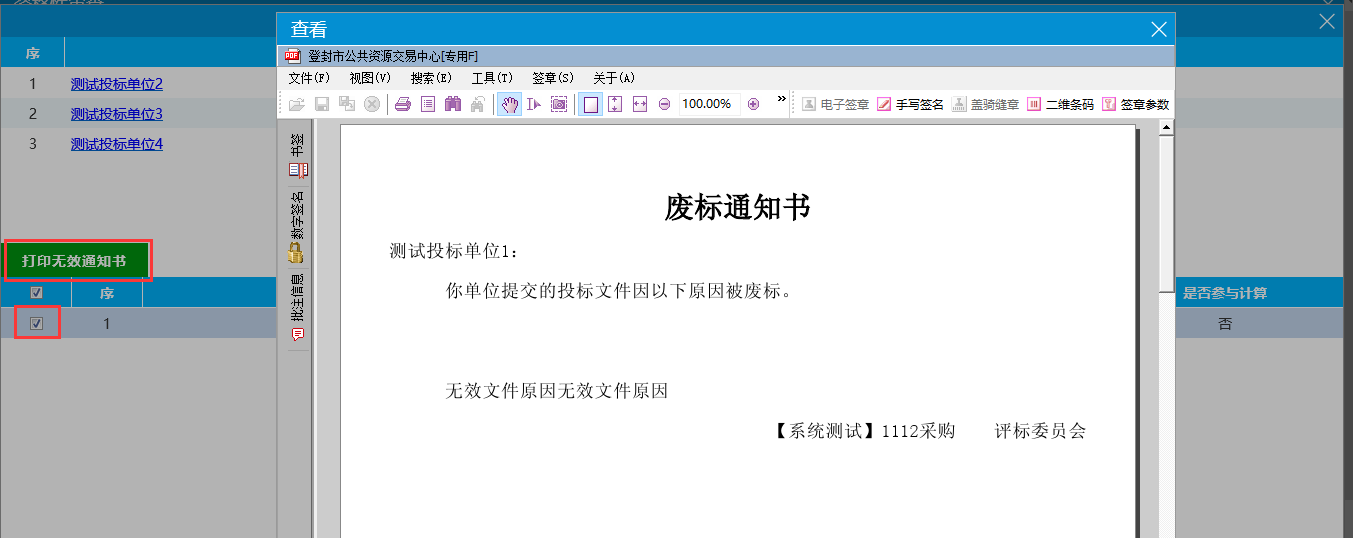 查看
登封市公共资源交易中心[专用F]
文件(F) 视图(V) 搜索(E) 工具(T) 签章(S) 关于(A)
100.00% 电子签章 手写签名 盖骑缝章 二维条码 签章参数
序
1 测试投标单位2
2 测试投标单位3
3 测试投标单位4
打印无效通知书
序 是否参与计算
1 否
书签
数字签名
批注信息
废标通知书
测试投标单位1：
你单位提交的投标文件因以下原因被废标。
无效文件原因无效文件原因
【系统测试】1112采购 评标委员会